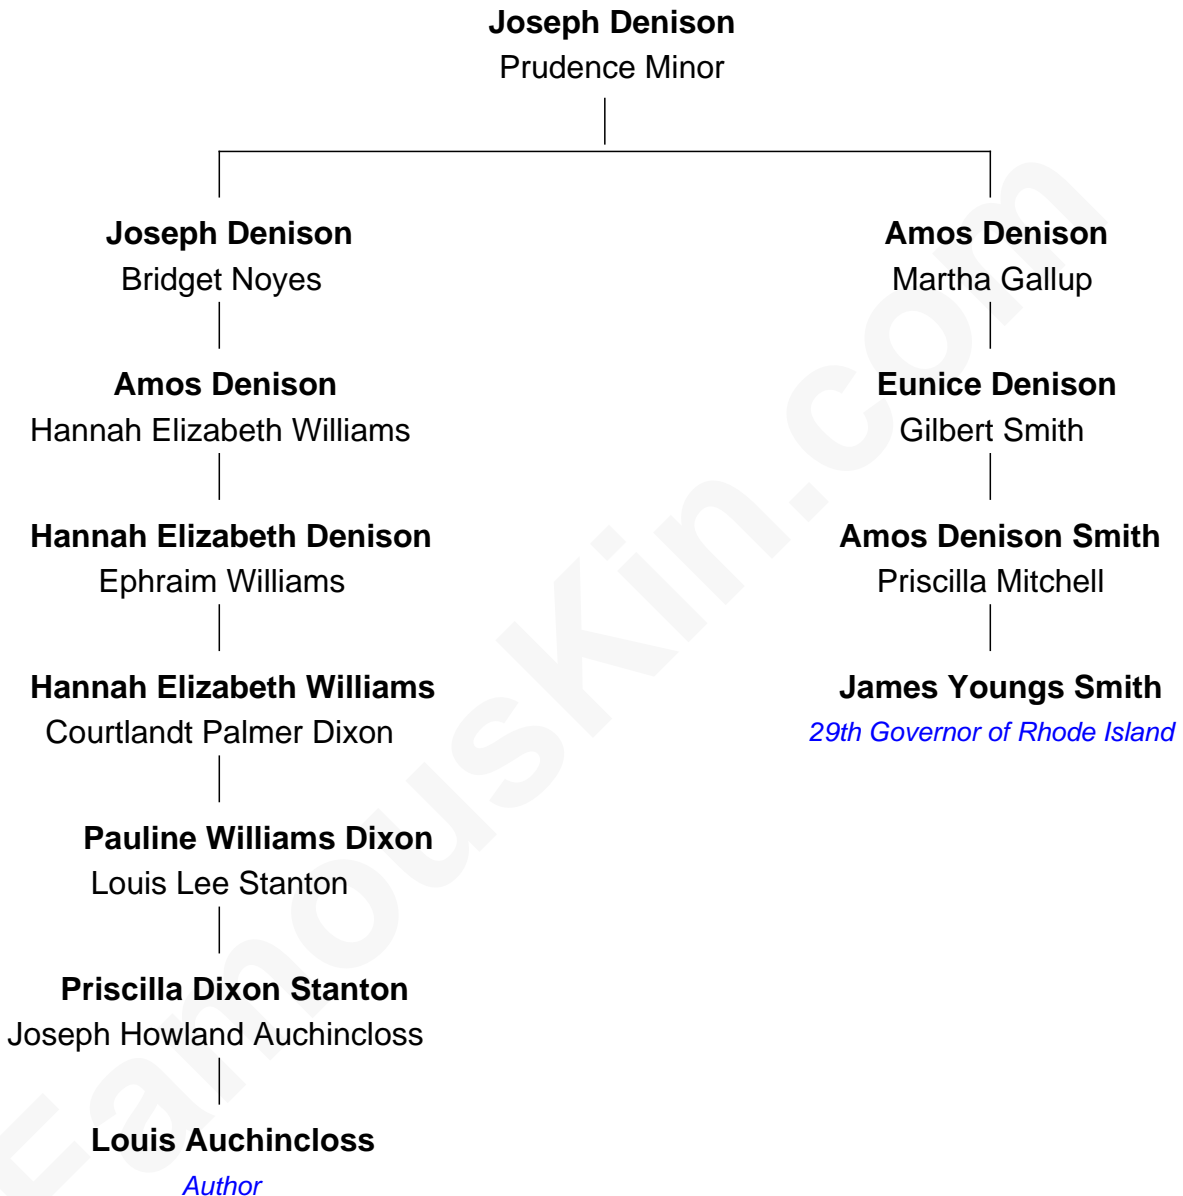 Joseph Denison
Prudence Minor
Joseph Denison
Bridget Noyes
Amos Denison
Hannah Elizabeth Williams
Hannah Elizabeth Denison
Ephraim Williams
Hannah Elizabeth Williams
Courtlandt Palmer Dixon
Pauline Williams Dixon
Louis Lee Stanton
Priscilla Dixon Stanton
Joseph Howland Auchincloss
Louis Auchincloss
Author
Amos Denison
Martha Gallup
Eunice Denison
Gilbert Smith
Amos Denison Smith
Priscilla Mitchell
James Youngs Smith
29th Governor of Rhode Island
FamousKin.com